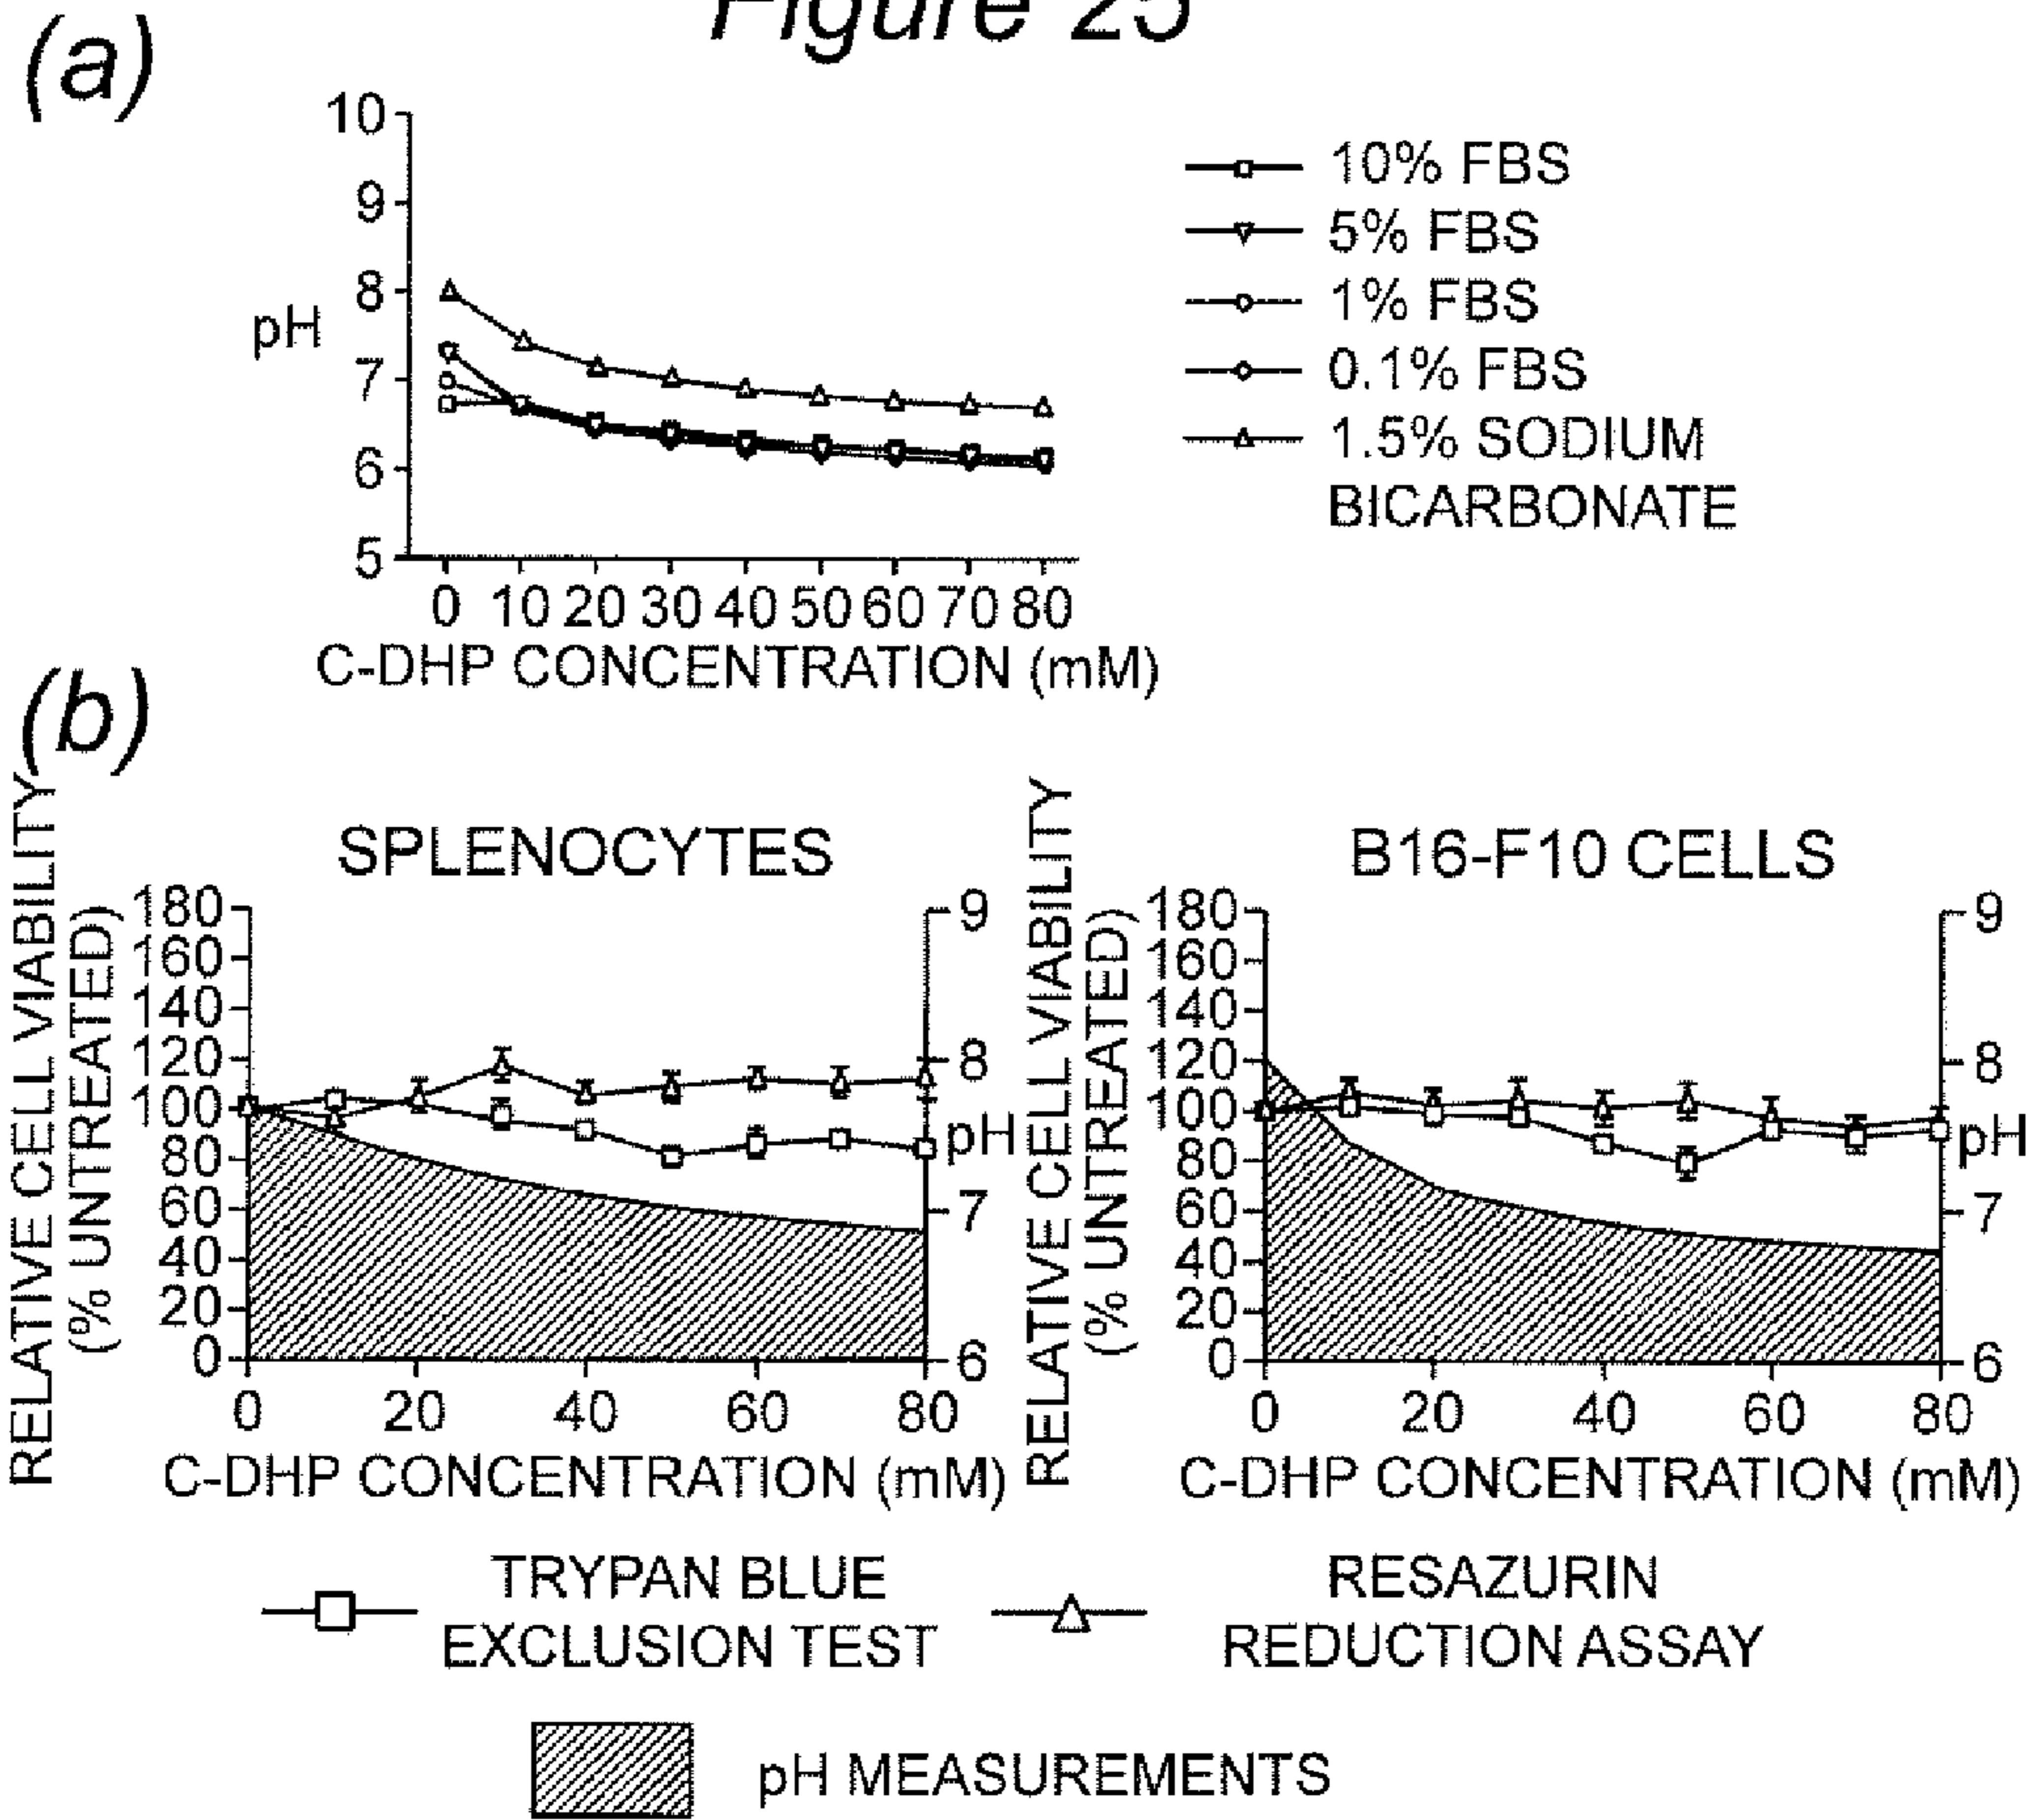 Figure 25
(a)
10
9
8
7
6
5
pH
0 10 20 30 40 50 60 70 80
C-DHP CONCENTRATION (mM)
10% FBS
5% FBS
1% FBS
0.1% FBS
1.5% SODIUM
BICARBONATE
(b)
SPLENOCYTES
RELATIVE CELL VIABILITY
(% UNTREATED)
180
160
140
120
100
80
60
40
20
0
9
8
pH
7
6
0 20 40 60 80
C-DHP CONCENTRATION (mM)
B16-F10 CELLS
RELATIVE CELL VIABILITY
(% UNTREATED)
180
160
140
120
100
80
60
40
20
0
9
8
pH
7
6
0 20 40 60 80
C-DHP CONCENTRATION (mM)
TRYPAN BLUE
EXCLUSION TEST
RESAZURIN
REDUCTION ASSAY
pH MEASUREMENTS